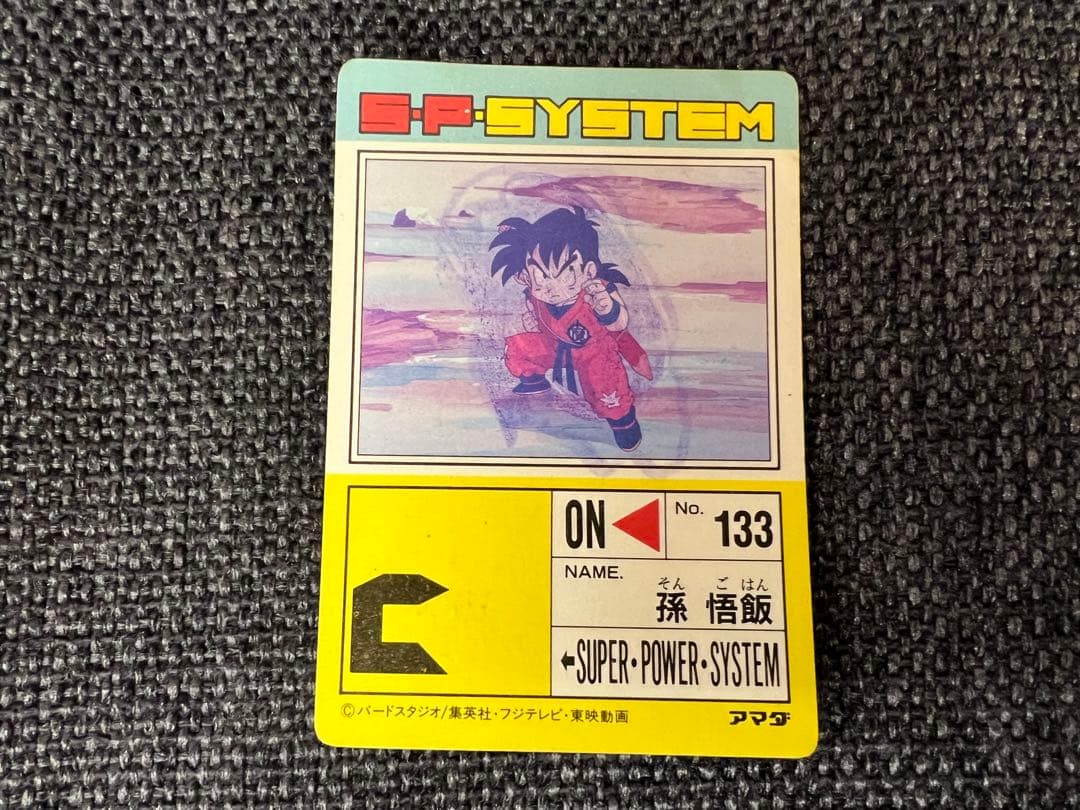 S・P・SYSTEM
ON
No. 133
NAME.
そん ご はん
孫 悟飯
←SUPER・POWER・SYSTEM
©バードスタジオ/集英社・フジテレビ・東映動画
アマダ